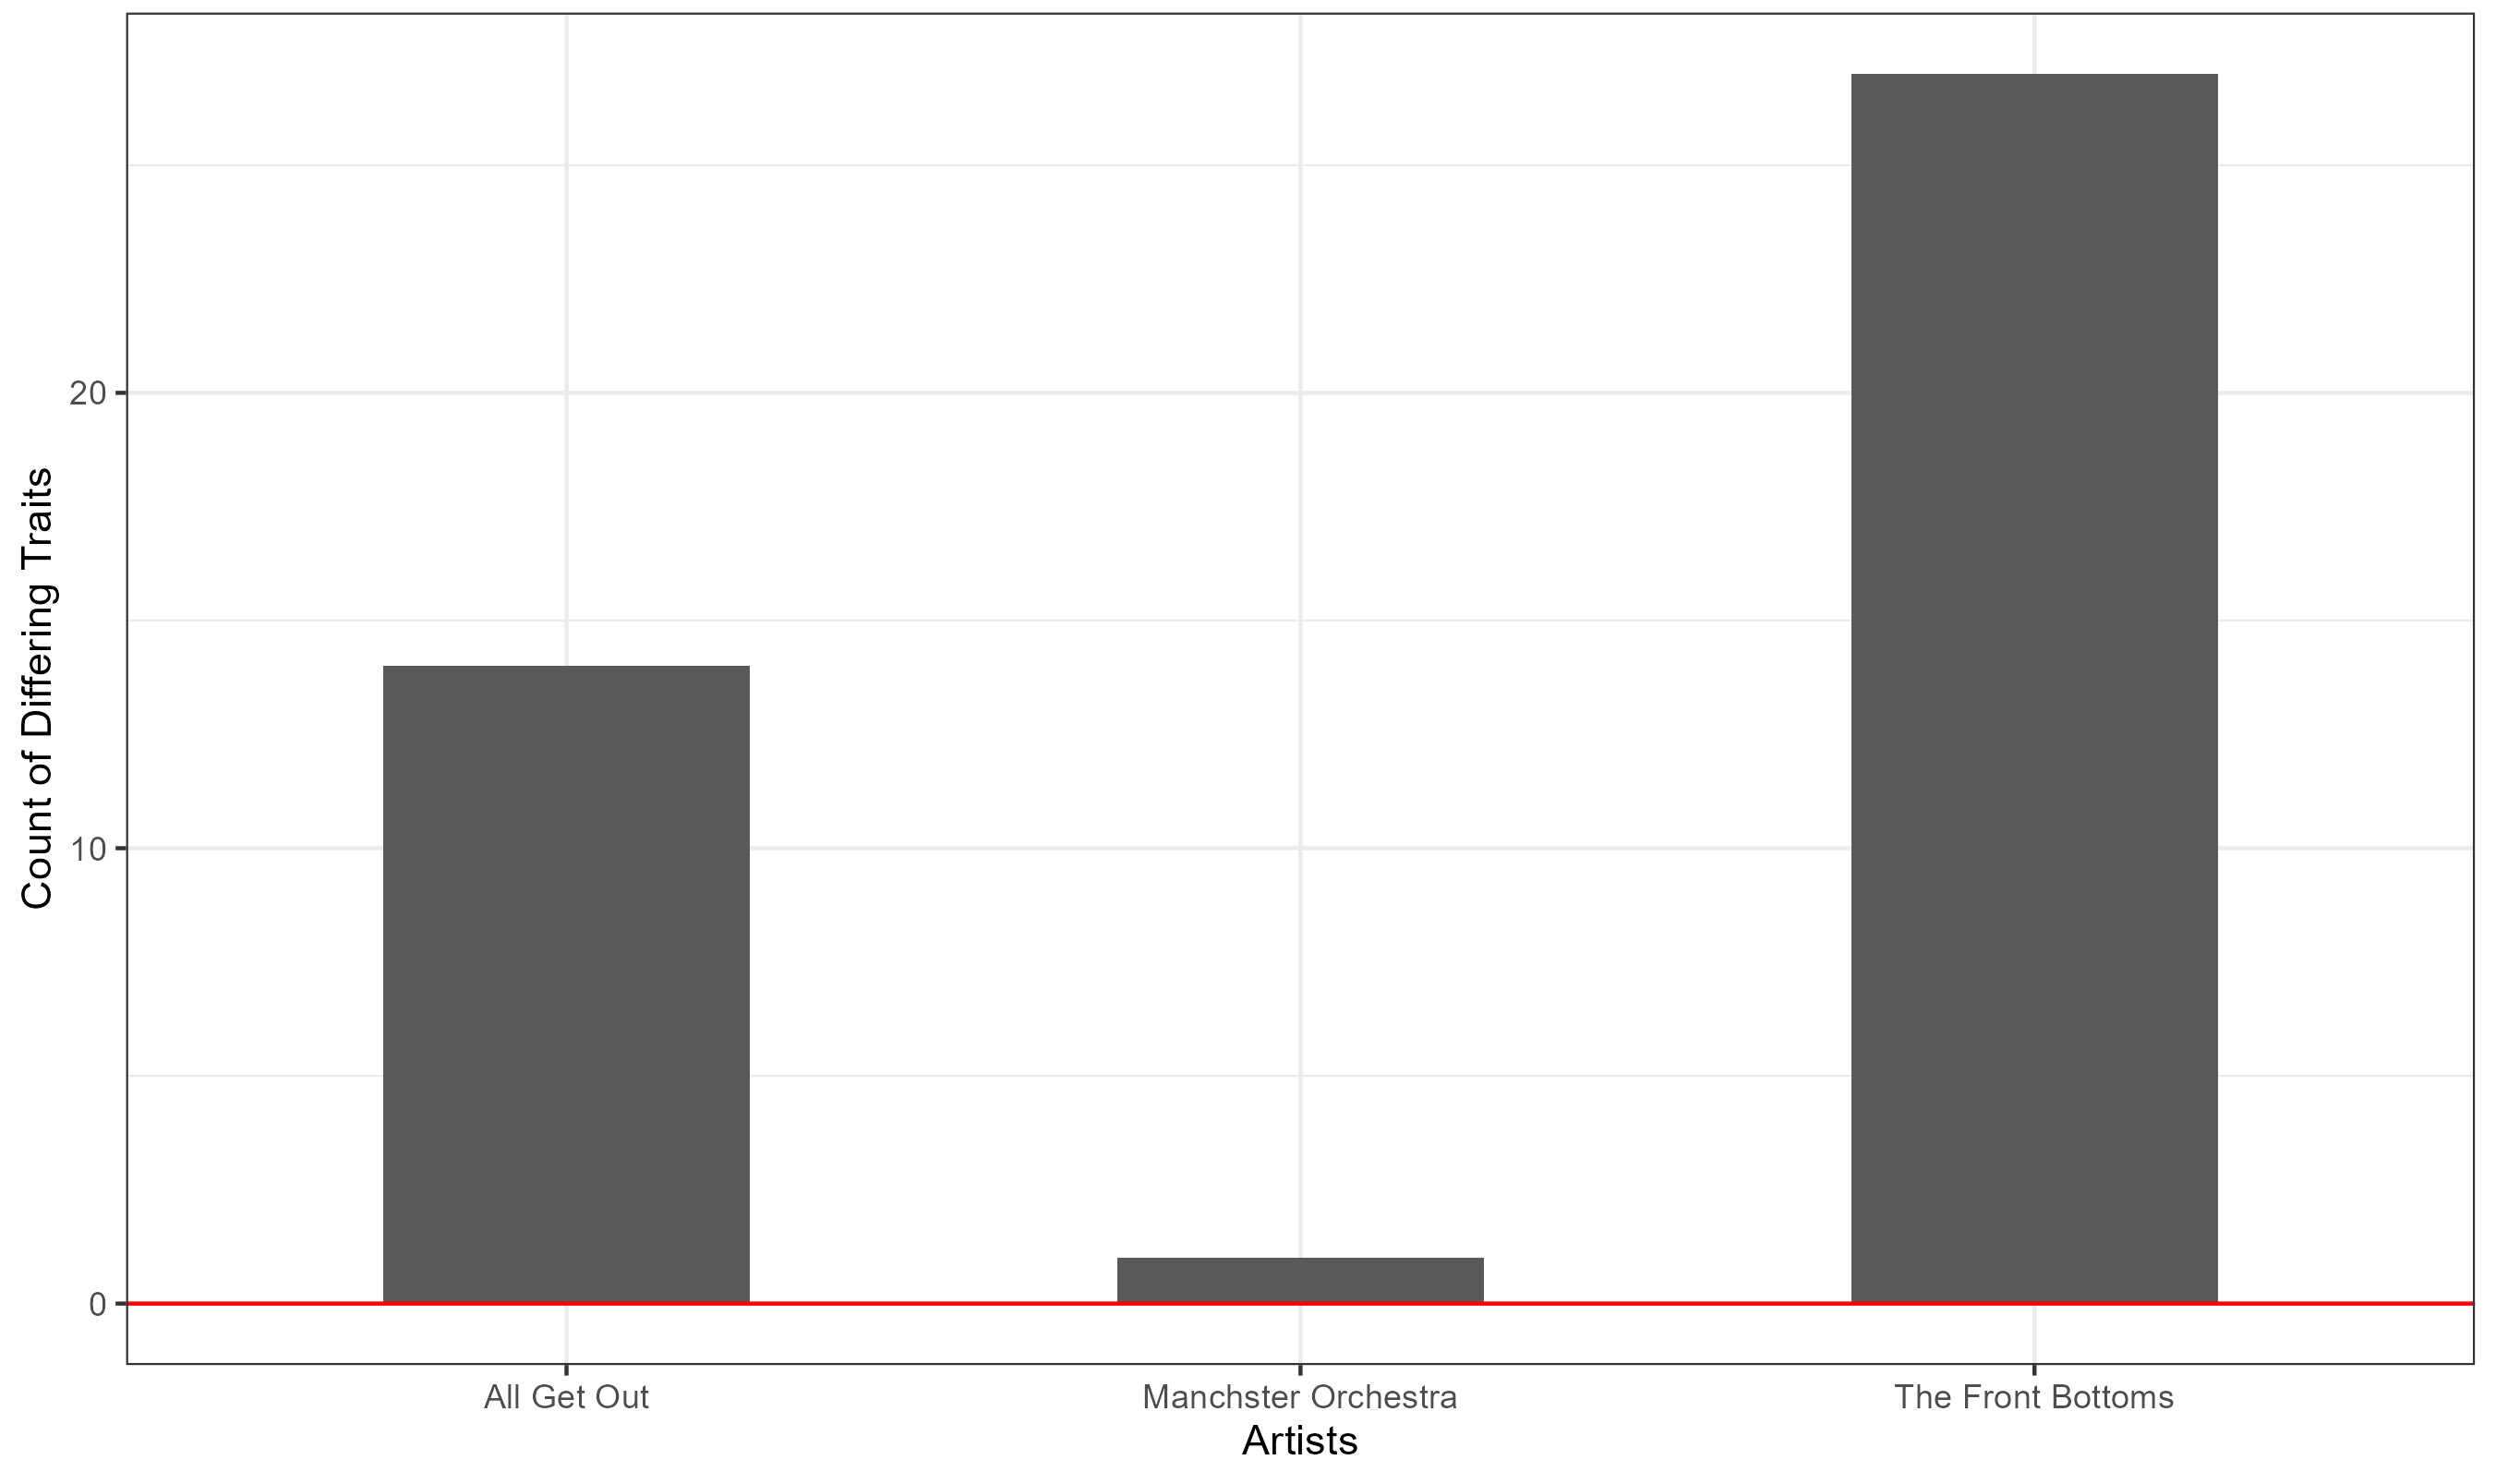 Count of Differing Traits
20
10
0
All Get Out
Manchster Orchestra
The Front Bottoms
Artists